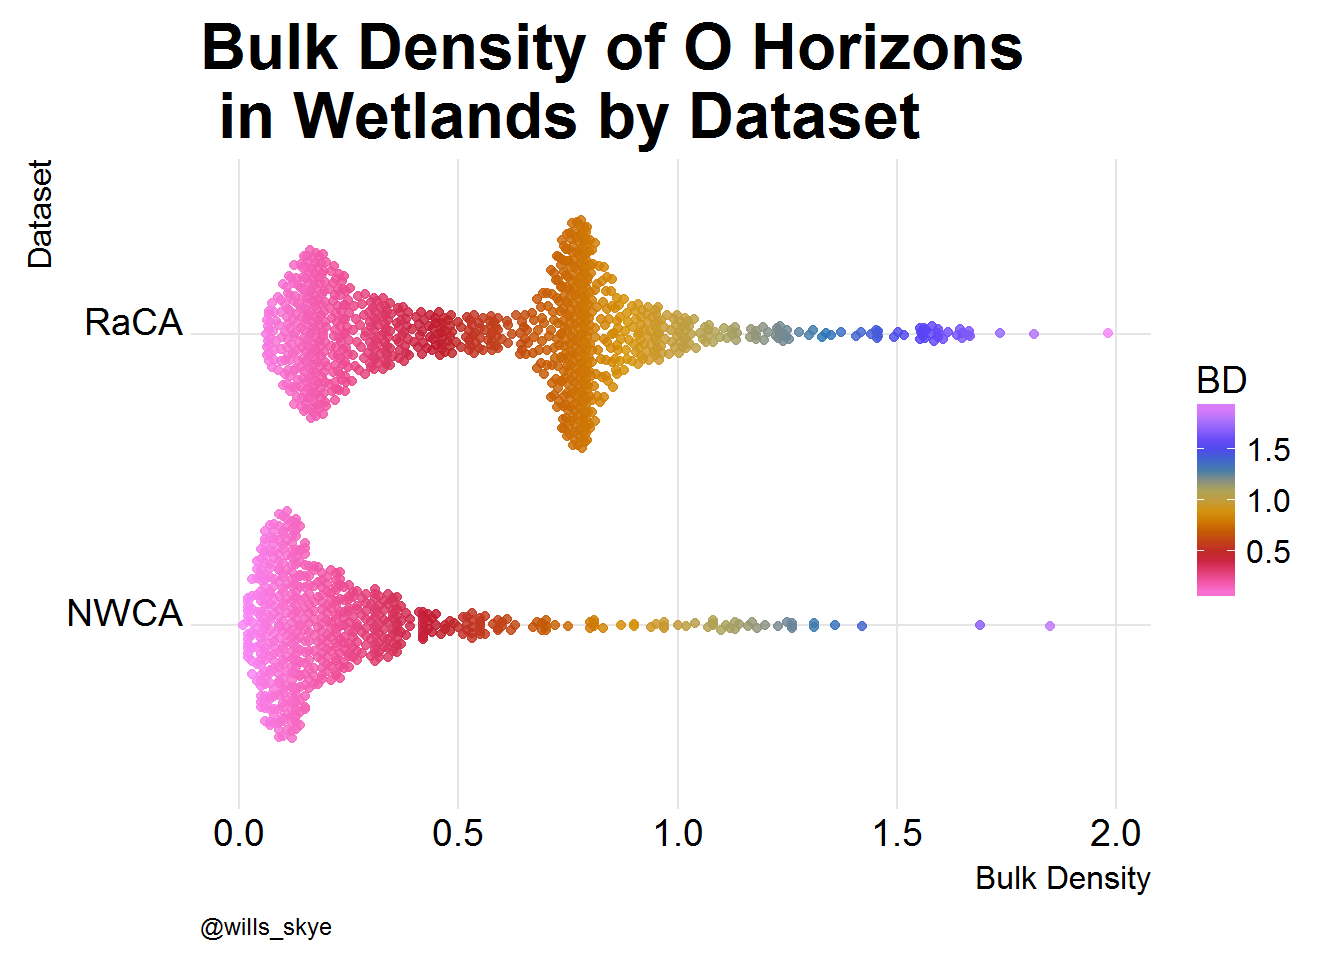 Bulk Density of O Horizons
in Wetlands by Dataset
Dataset
RaCA
NWCA
0.0 0.5 1.0 1.5 2.0
Bulk Density
BD
1.5
1.0
0.5
@wills_skye